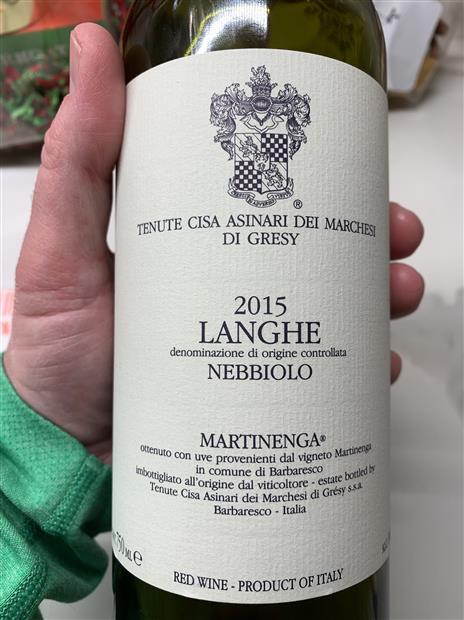 ®
TENUTE CISA ASINARI DEI MARCHESI
DI GRESY
2015
LANGHE
denominazione di origine controllata
NEBBIOLO
MARTINENGA®
ottenuto con uve provenienti dal vigneto Martinenga
in comune di Barbaresco
imbottigliato all'origine dal viticoltore - estate bottled by
Tenute Cisa Asinari dei Marchesi di Grésy s.s.a.
Barbaresco - Italia
750 ML e
RED WINE - PRODUCT OF ITALY